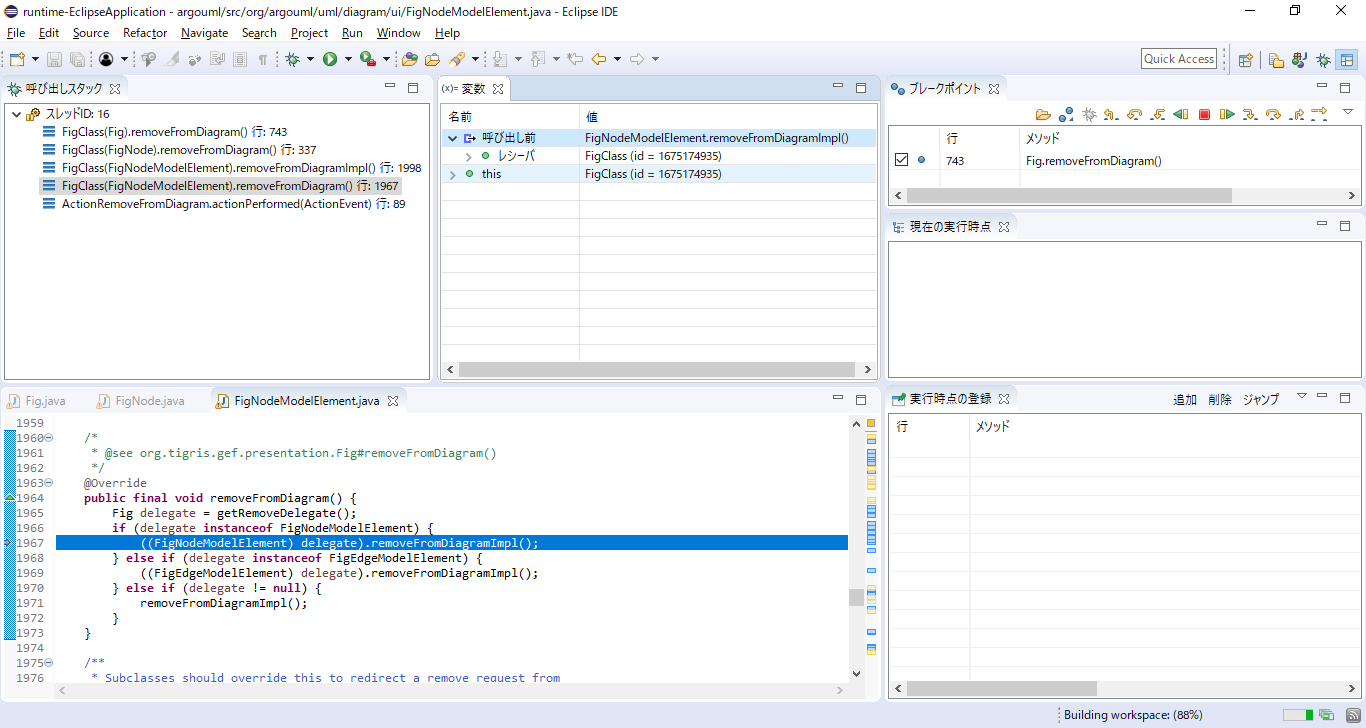 runtime-EclipseApplication - argouml/src/org/argouml/uml/diagram/ui/FigNodeModelElement.java - Eclipse IDE
File Edit Source Refactor Navigate Search Project Run Window Help
Quick Access
呼び出しスタック
スレッドID: 16
FigClass(Fig).removeFromDiagram() 行: 743
FigClass(FigNode).removeFromDiagram() 行: 337
FigClass(FigNodeModelElement).removeFromDiagramImpl() 行: 1998
FigClass(FigNodeModelElement).removeFromDiagram() 行: 1967
ActionRemoveFromDiagram.actionPerformed(ActionEvent) 行: 89
(x)= 変数
名前 値
呼び出し前 FigNodeModelElement.removeFromDiagramImpl()
レシーバ FigClass (id = 1675174935)
this FigClass (id = 1675174935)
ブレークポイント
行 メソッド
743 Fig.removeFromDiagram()
現在の実行時点
Fig.java FigNode.java FigNodeModelElement.java
1959
1960 /*
1961 * @see org.tigris.gef.presentation.Fig#removeFromDiagram()
1962 */
1963 @Override
1964 public final void removeFromDiagram() {
1965 Fig delegate = getRemoveDelegate();
1966 if (delegate instanceof FigNodeModelElement) {
1967 ((FigNodeModelElement) delegate).removeFromDiagramImpl();
1968 } else if (delegate instanceof FigEdgeModelElement) {
1969 ((FigEdgeModelElement) delegate).removeFromDiagramImpl();
1970 } else if (delegate != null) {
1971 removeFromDiagramImpl();
1972 }
1973 }
1974
1975 /**
1976 * Subclasses should override this to redirect a remove request from
実行時点の登録 追加 削除 ジャンプ
行 メソッド
Building workspace: (88%)